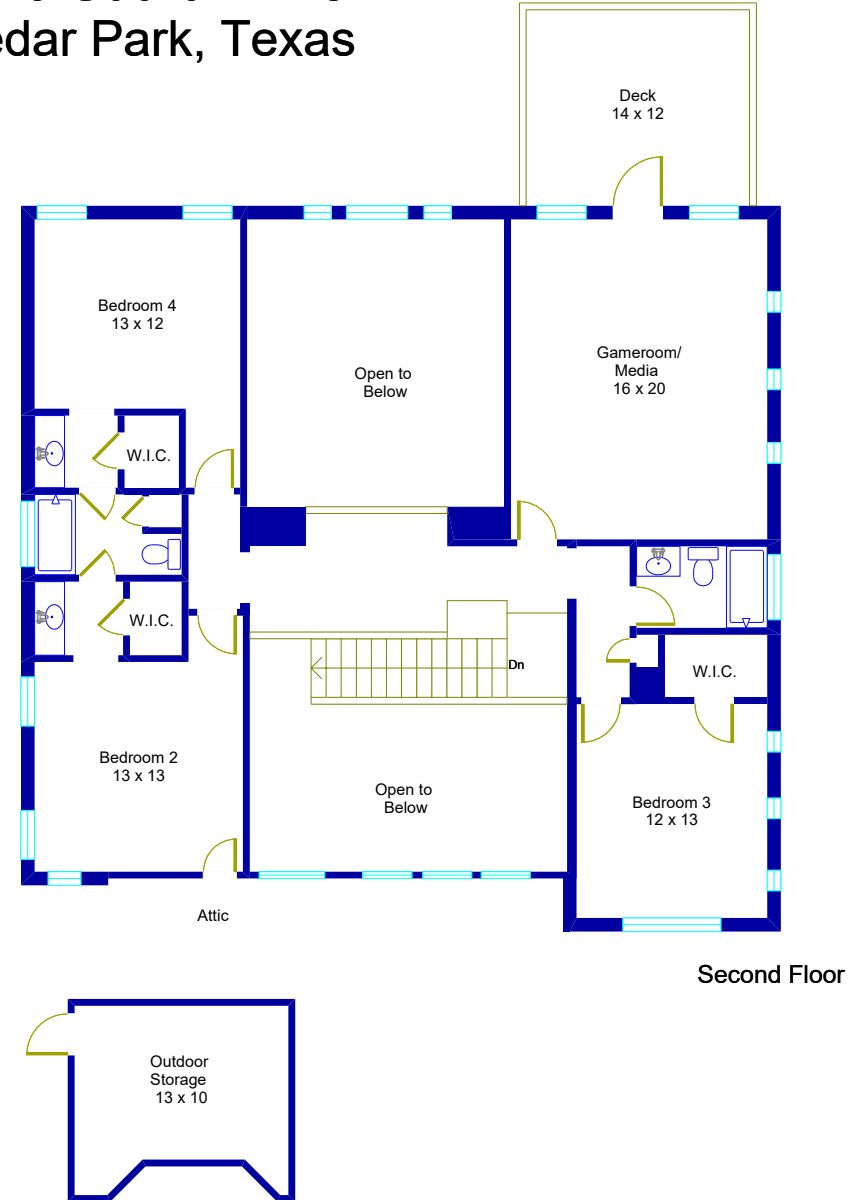 edar Park, Texas
Deck
14 x 12
Bedroom 4
13 x 12
Open to
Below
Gameroom/
Media
16 x 20
W.I.C.
W.I.C.
Dn
W.I.C.
Bedroom 2
13 x 13
Open to
Below
Bedroom 3
12 x 13
Attic
Second Floor
Outdoor
Storage
13 x 10